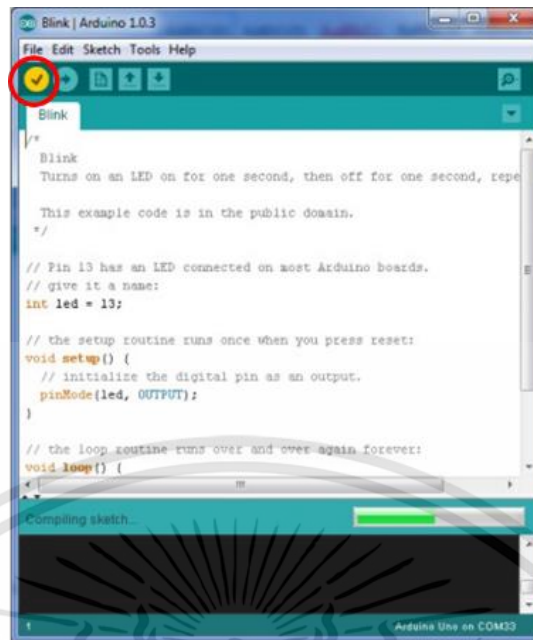 Blink | Arduino 1.0.3
File Edit Sketch Tools Help
Blink
/*
Blink
Turns on an LED on for one second, then off for one second, repe
This example code is in the public domain.
*/
// Pin 13 has an LED connected on most Arduino boards.
// give it a name:
int led = 13;
// the setup routine runs once when you press reset:
void setup() {
// initialize the digital pin as an output.
pinMode(led, OUTPUT);
}
// the loop routine runs over and over again forever:
void loop() {
Compiling sketch...
1
Arduino Uno on COM33